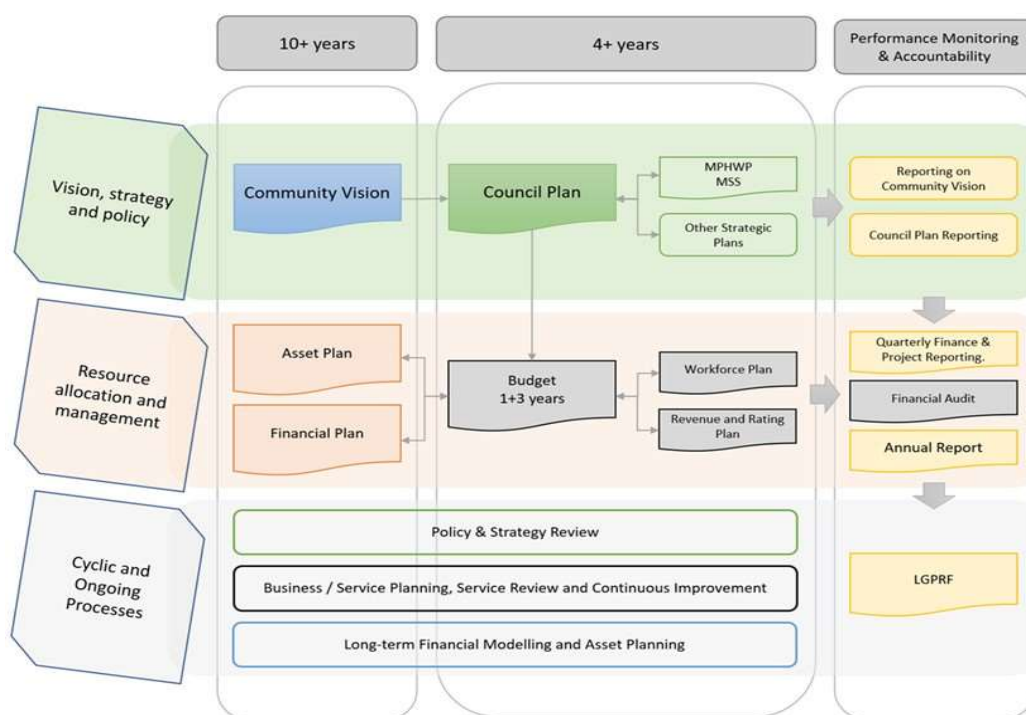 10+ years
4+ years
Performance Monitoring
& Accountability
Vision, strategy
and policy
Community Vision
Council Plan
MPHWP
MSS
Other Strategic
Plans
Reporting on
Community Vision
Council Plan Reporting
Resource
allocation and
management
Asset Plan
Financial Plan
Budget
1+3 years
Workforce Plan
Revenue and Rating
Plan
Quarterly Finance &
Project Reporting.
Financial Audit
Annual Report
Cyclic and
Ongoing
Processes
Policy & Strategy Review
Business / Service Planning, Service Review and Continuous Improvement
Long-term Financial Modelling and Asset Planning
LGPRF